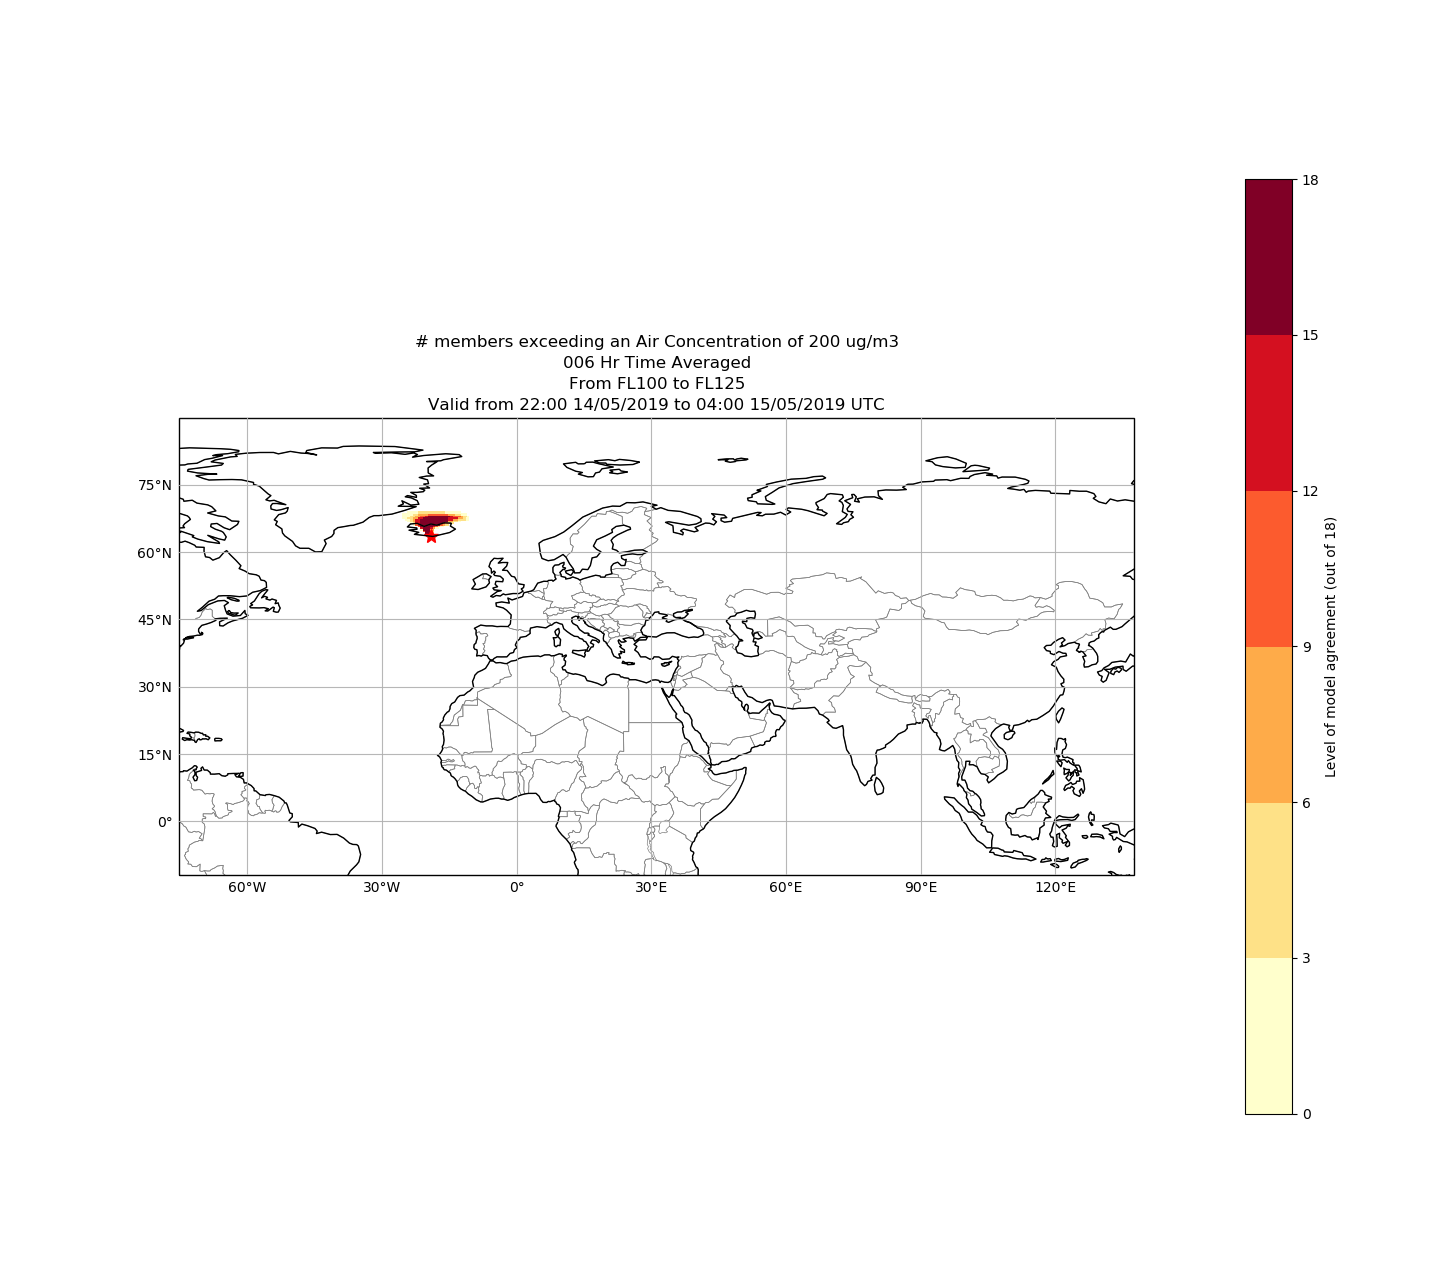 # members exceeding an Air Concentration of 200 ug/m3
006 Hr Time Averaged
From FL100 to FL125
Valid from 22:00 14/05/2019 to 04:00 15/05/2019 UTC
75°N
60°N
45°N
30°N
15°N
0°
60°W
30°W
0°
30°E
60°E
90°E
120°E
18
15
12
9
6
3
0
Level of model agreement (out of 18)